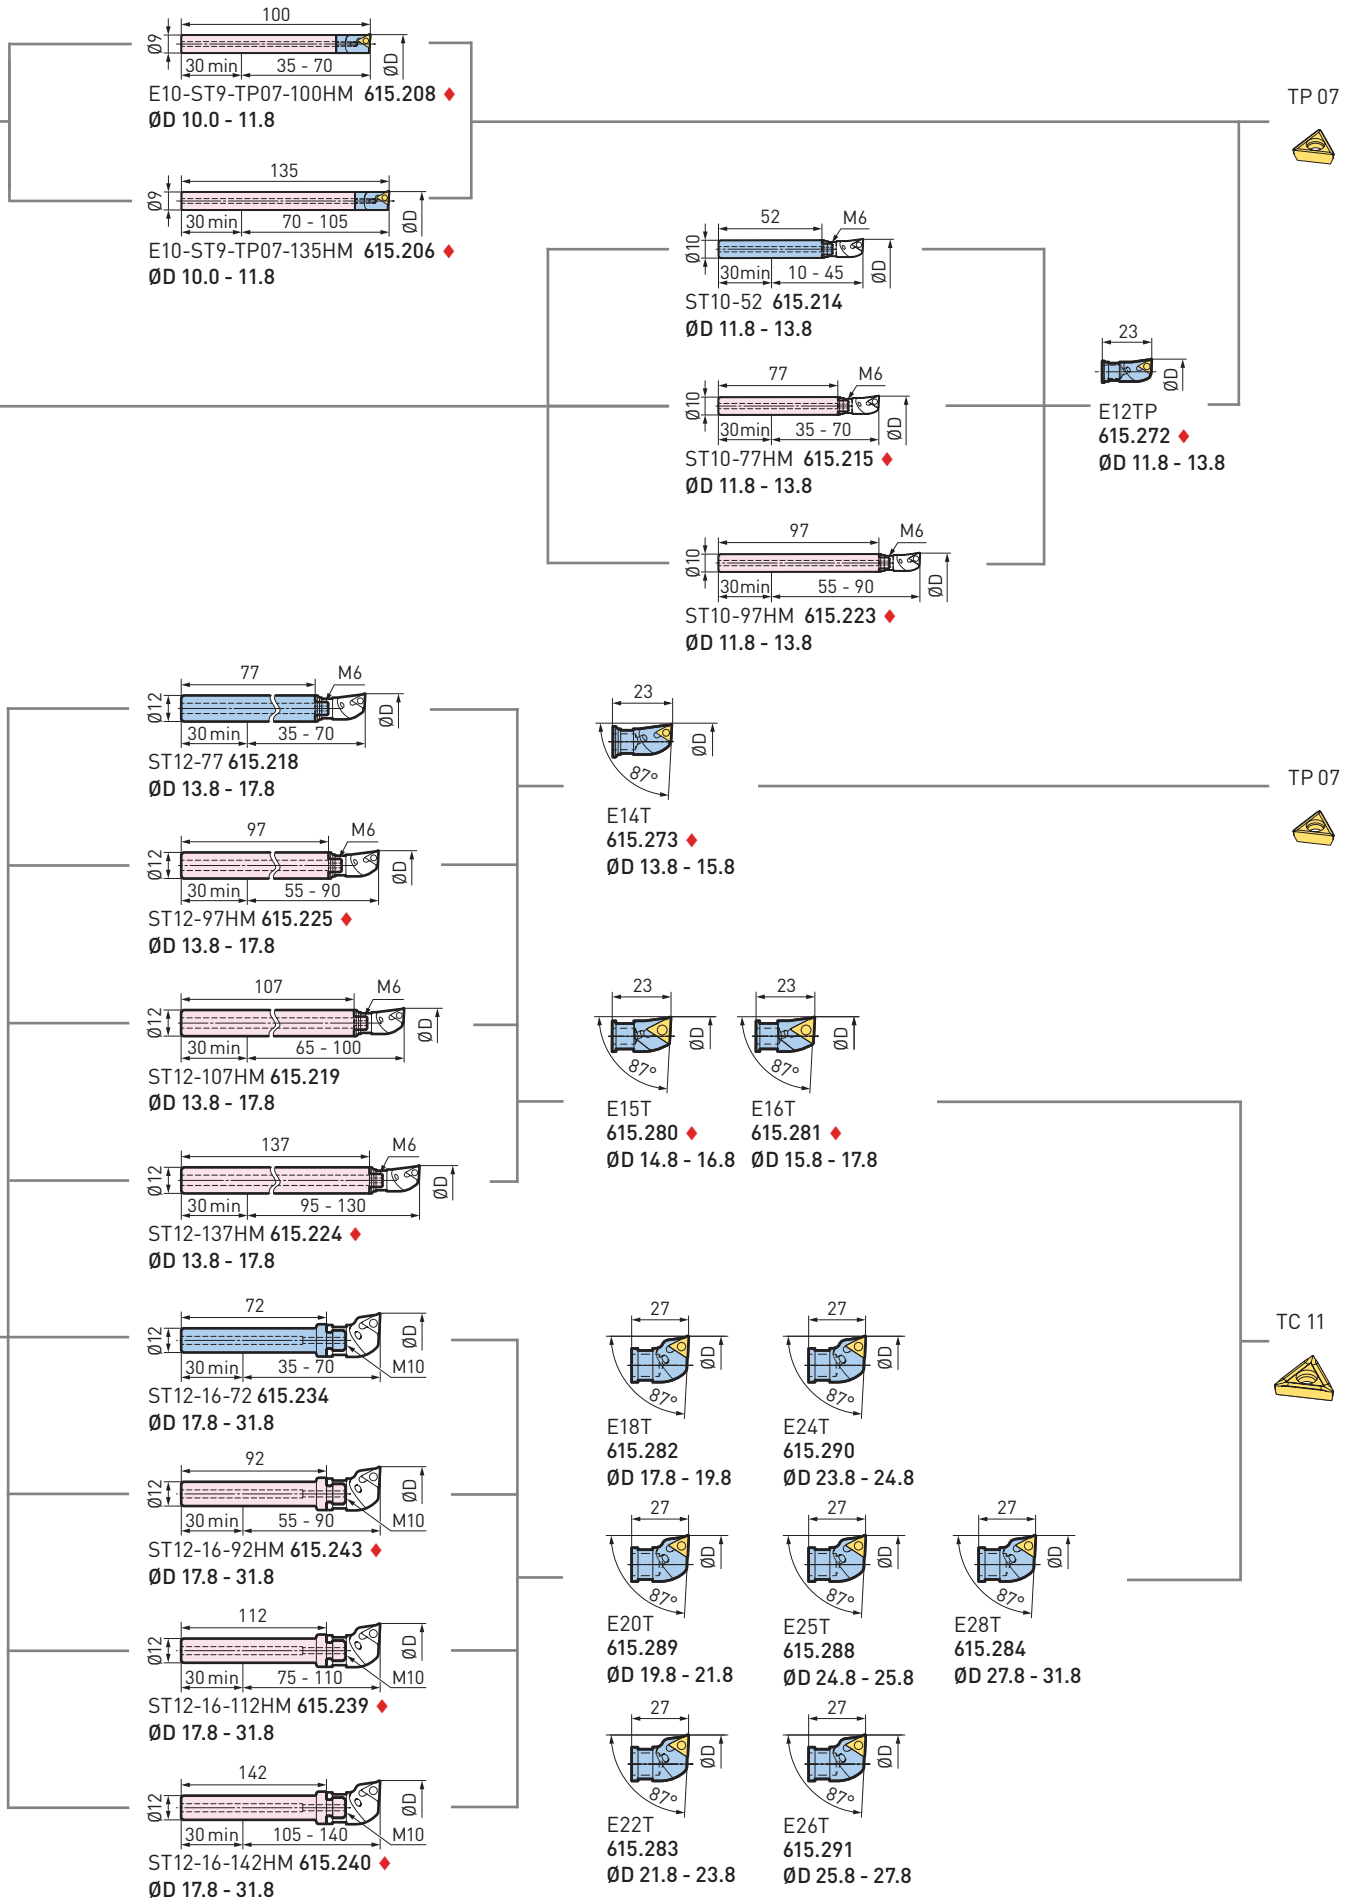 100
Ø9
ØD
30 min
35 - 70
E10-ST9-TP07-100HM 615.208 ♦
ØD 10.0 - 11.8
TP 07
135
Ø9
ØD
30 min
70 - 105
E10-ST9-TP07-135HM 615.206 ♦
ØD 10.0 - 11.8
52
M6
Ø10
ØD
30min
10 - 45
ST10-52 615.214
ØD 11.8 - 13.8
77
M6
Ø10
ØD
30min
35 - 70
ST10-77HM 615.215 ♦
ØD 11.8 - 13.8
97
M6
Ø10
ØD
30min
55 - 90
ST10-97HM 615.223 ♦
ØD 11.8 - 13.8
23
ØD
E12TP
615.272 ♦
ØD 11.8 - 13.8
77
M6
Ø12
ØD
30 min
35 - 70
ST12-77 615.218
ØD 13.8 - 17.8
97
M6
Ø12
ØD
30 min
55 - 90
ST12-97HM 615.225 ♦
ØD 13.8 - 17.8
107
M6
Ø12
ØD
30 min
65 - 100
ST12-107HM 615.219
ØD 13.8 - 17.8
137
M6
Ø12
ØD
30 min
95 - 130
ST12-137HM 615.224 ♦
ØD 13.8 - 17.8
23
ØD
87°
E14T
615.273 ♦
ØD 13.8 - 15.8
TP 07
23
ØD
87°
E15T
615.280 ♦
ØD 14.8 - 16.8
23
ØD
87°
E16T
615.281 ♦
ØD 15.8 - 17.8
72
Ø12
ØD
M10
30 min
35 - 70
ST12-16-72 615.234
ØD 17.8 - 31.8
92
Ø12
ØD
M10
30 min
55 - 90
ST12-16-92HM 615.243 ♦
ØD 17.8 - 31.8
112
Ø12
ØD
M10
30 min
75 - 110
ST12-16-112HM 615.239 ♦
ØD 17.8 - 31.8
142
Ø12
ØD
M10
30 min
105 - 140
ST12-16-142HM 615.240 ♦
ØD 17.8 - 31.8
27
ØD
87°
E18T
615.282
ØD 17.8 - 19.8
27
ØD
87°
E24T
615.290
ØD 23.8 - 24.8
TC 11
27
ØD
87°
E20T
615.289
ØD 19.8 - 21.8
27
ØD
87°
E25T
615.288
ØD 24.8 - 25.8
27
ØD
87°
E28T
615.284
ØD 27.8 - 31.8
27
ØD
87°
E22T
615.283
ØD 21.8 - 23.8
27
ØD
87°
E26T
615.291
ØD 25.8 - 27.8